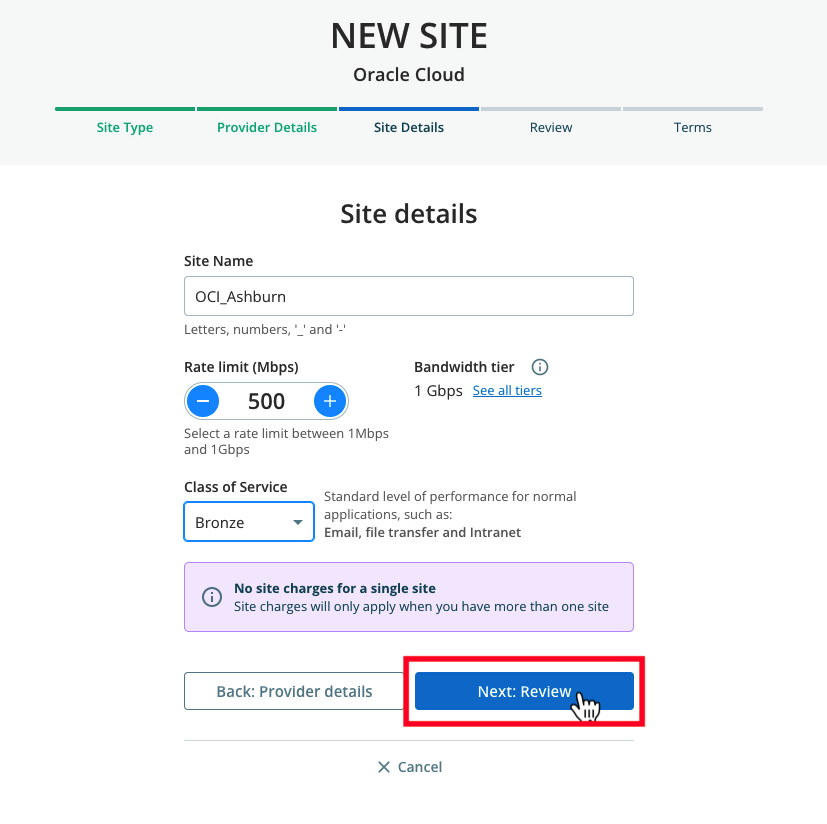 NEW SITE
Oracle Cloud
Site Type
Provider Details
Site Details
Review
Terms
Site details
Site Name
OCI_Ashburn
Letters, numbers, '_' and '-'
Rate limit (Mbps)
500
Select a rate limit between 1Mbps
and 1Gbps
Bandwidth tier
1 Gbps See all tiers
Class of Service
Bronze
Standard level of performance for normal
applications, such as:
Email, file transfer and Intranet
No site charges for a single site
Site charges will only apply when you have more than one site
Back: Provider details
Next: Review
Cancel